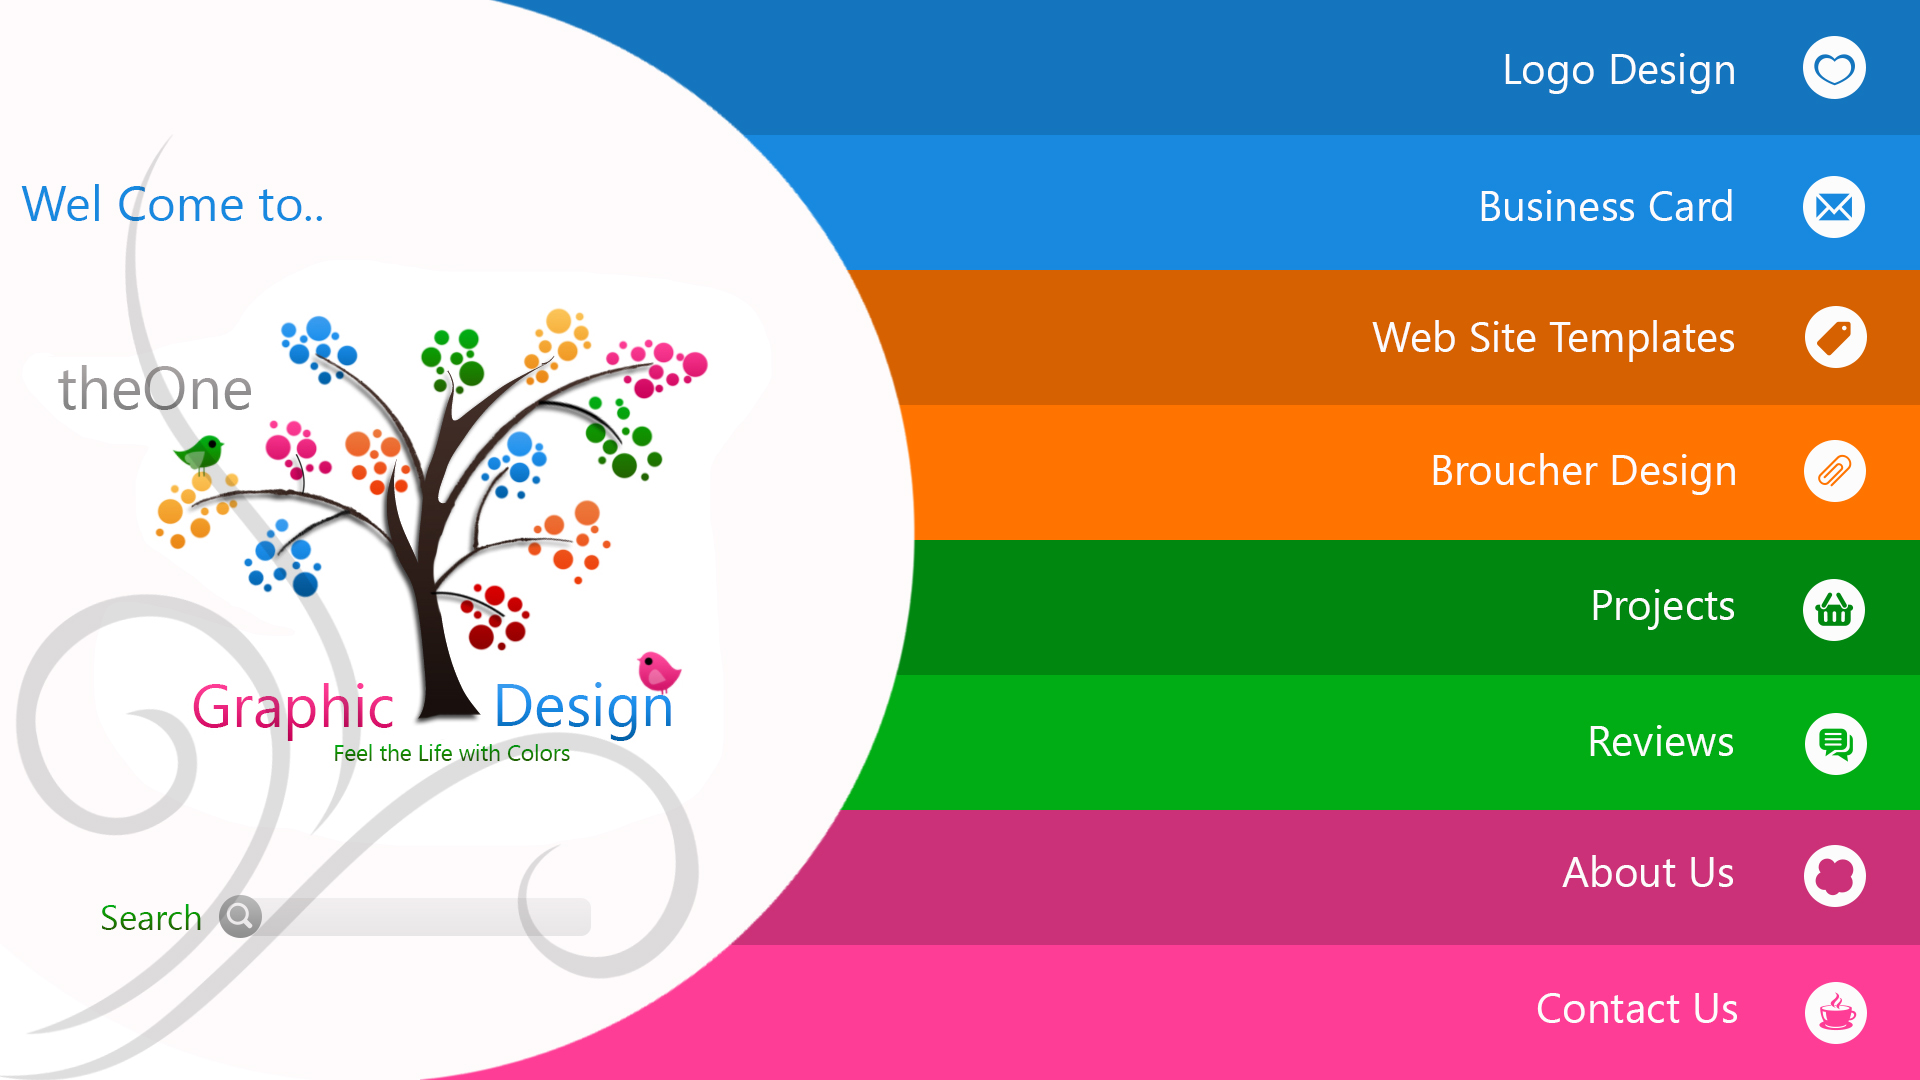 Wel Come to..
theOne
Graphic Design
Feel the Life with Colors
Search
Logo Design
Business Card
Web Site Templates
Broucher Design
Projects
Reviews
About Us
Contact Us